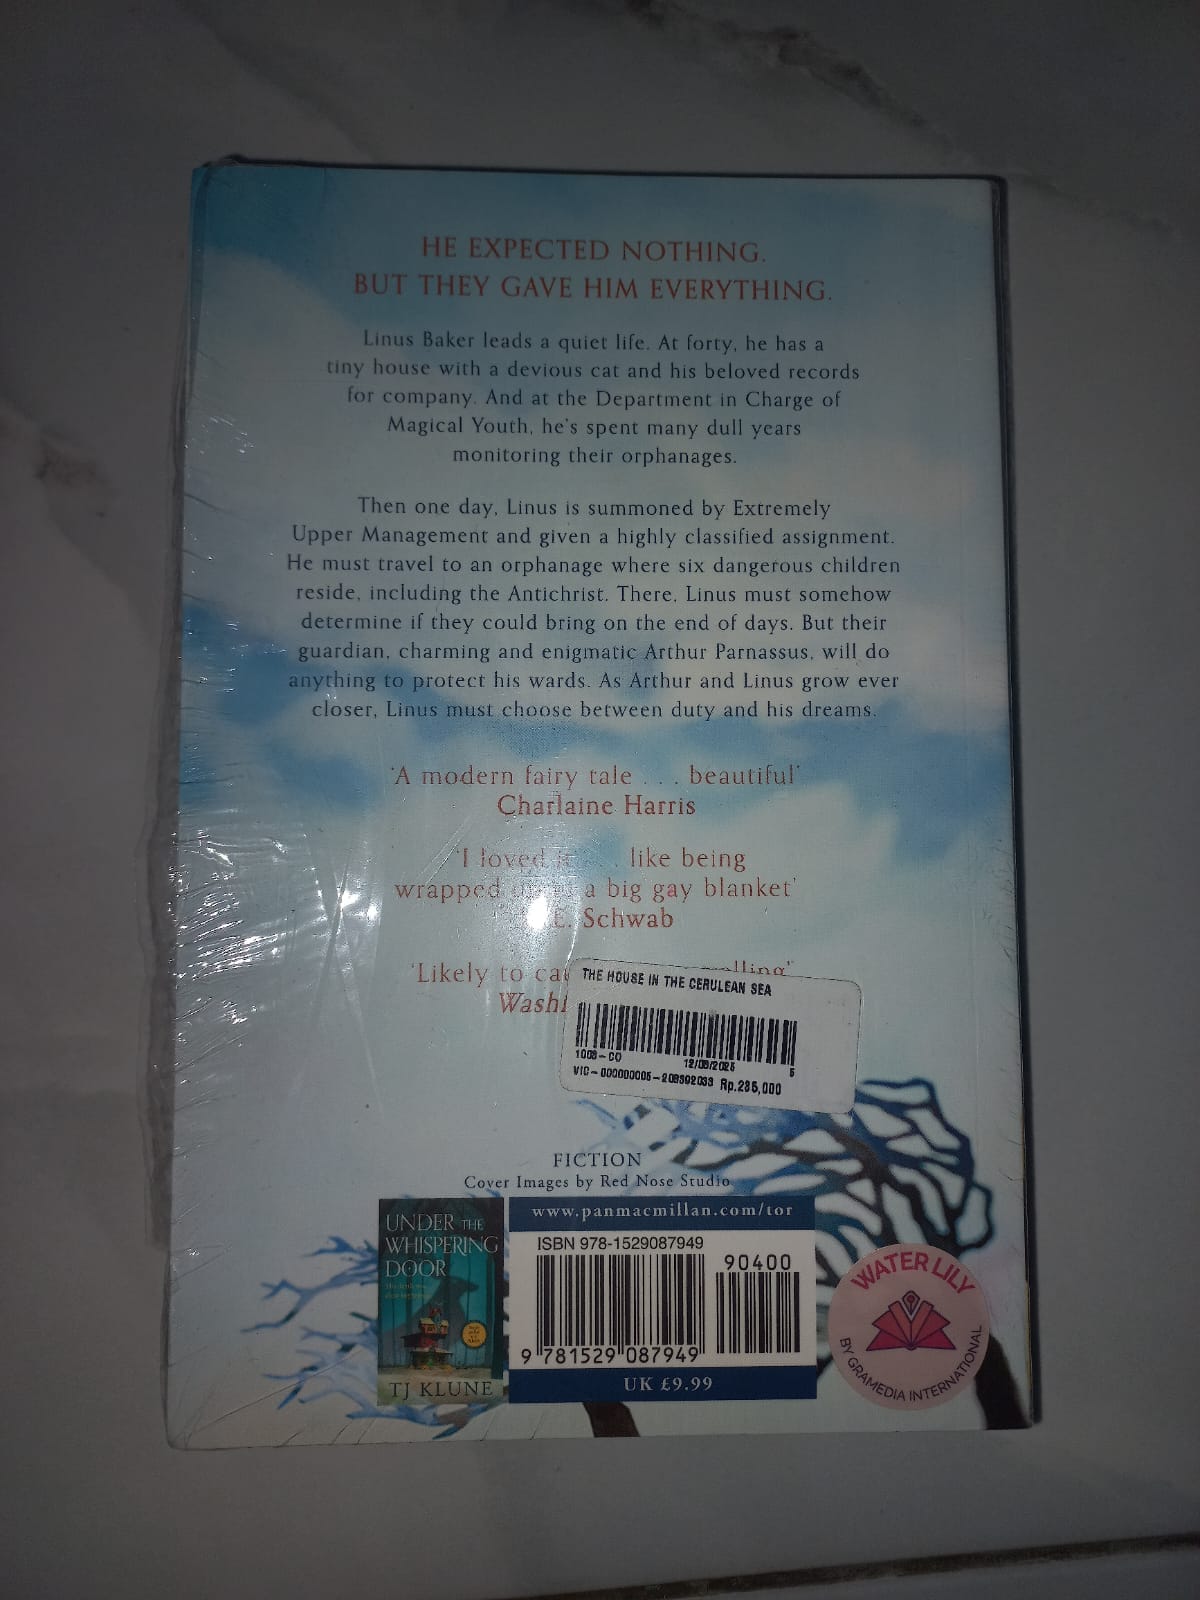 HE EXPECTED NOTHING.
BUT THEY GAVE HIM EVERYTHING.
Linus Baker leads a quiet life. At forty, he has a
tiny house with a devious cat and his beloved records
for company. And at the Department in Charge of
Magical Youth, he's spent many dull years
monitoring their orphanages.
Then one day, Linus is summoned by Extremely
Upper Management and given a highly classified assignment.
He must travel to an orphanage where six dangerous children
reside, including the Antichrist. There, Linus must somehow
determine if they could bring on the end of days. But their
guardian, charming and enigmatic Arthur Parnassus, will do
anything to protect his wards. As Arthur and Linus grow ever
closer, Linus must choose between duty and his dreams.
'A modern fairy tale . . . beautiful'
Charlaine Harris
'I loved . like being
wrapped a big gay blanket'
E. Schwab
'Likely to
THE HOUSE IN THE CERULEAN SEA
1008-CO 12/09/2025 5
VIC-000000005-209392033 Rp.285,000
FICTION
Cover Images by Red Nose Studio
UNDER THE
WHISPERING
DOOR
TJ KLUNE
www.panmacmillan.com/tor
ISBN 978-1529087949
90400
9 781529 087949
UK £9.99
WATER LILY
BY GRAMEDIA INTERNATIONAL